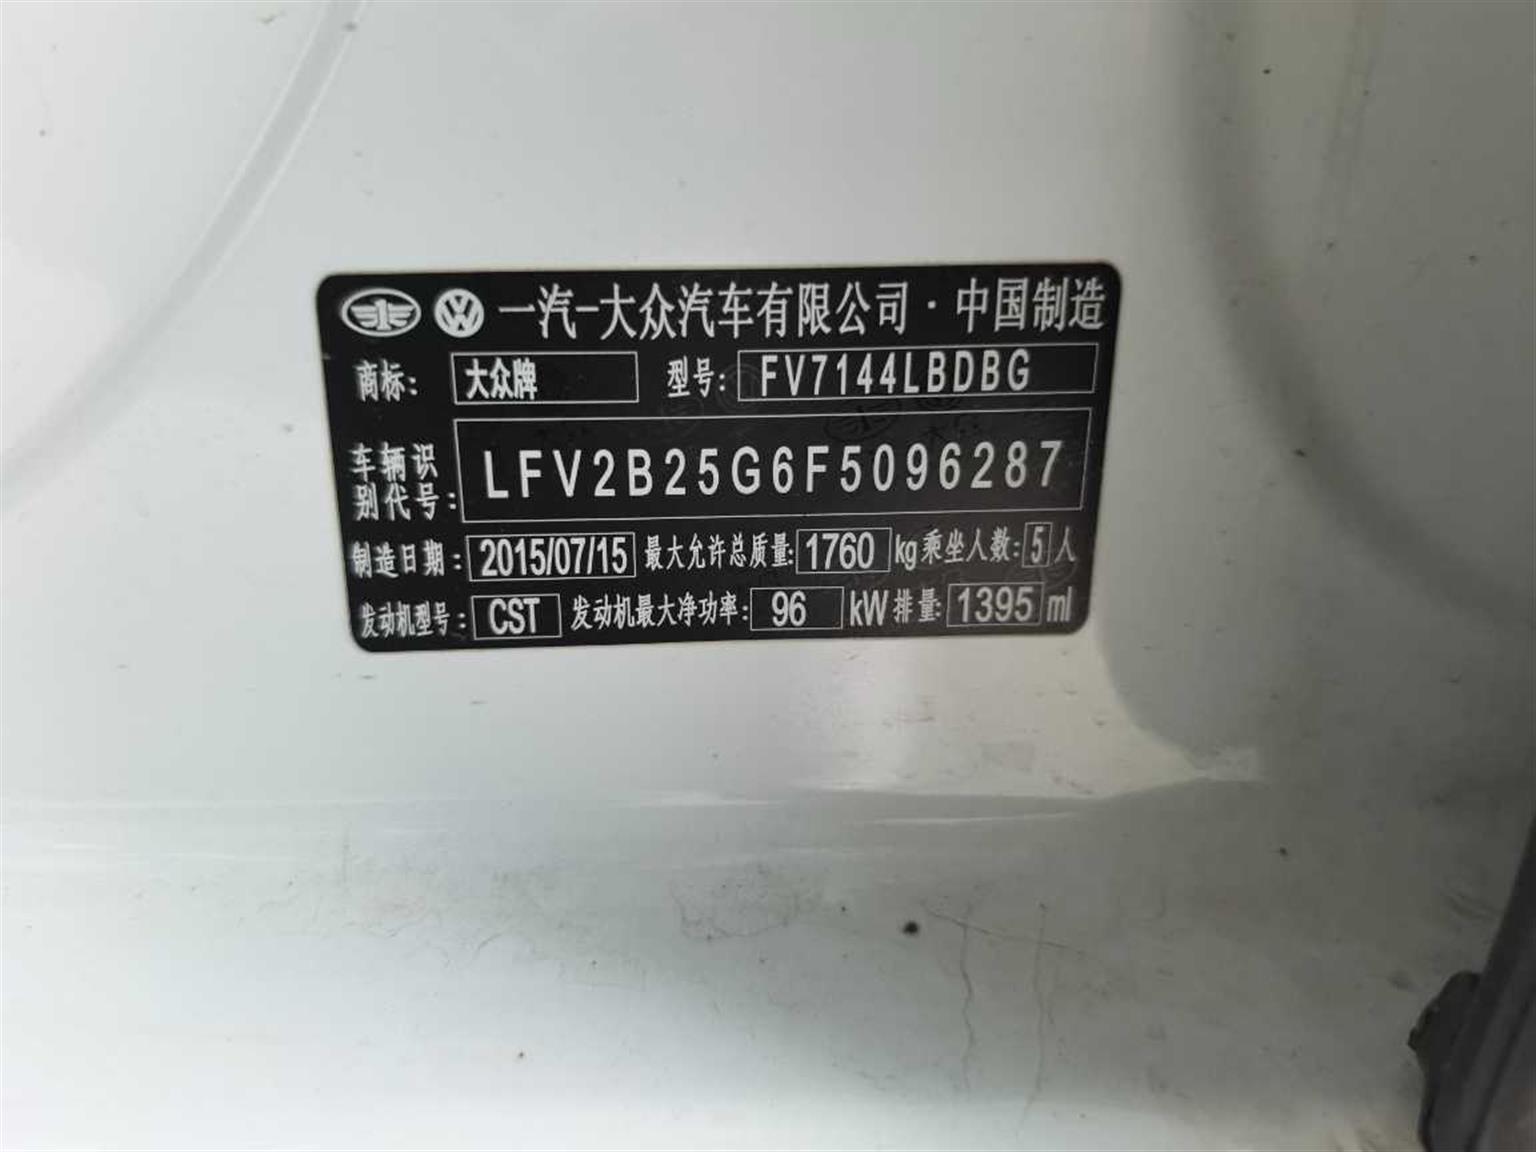 一汽-大众汽车有限公司·中国制造
商标: 大众牌 型号: FV7144LBDBG
车辆识别代号: LFV2B25G6F5096287
制造日期: 2015/07/15 最大允许总质量: 1760 kg 乘坐人数: 5 人
发动机型号: CST 发动机最大净功率: 96 kW 排量: 1395 ml